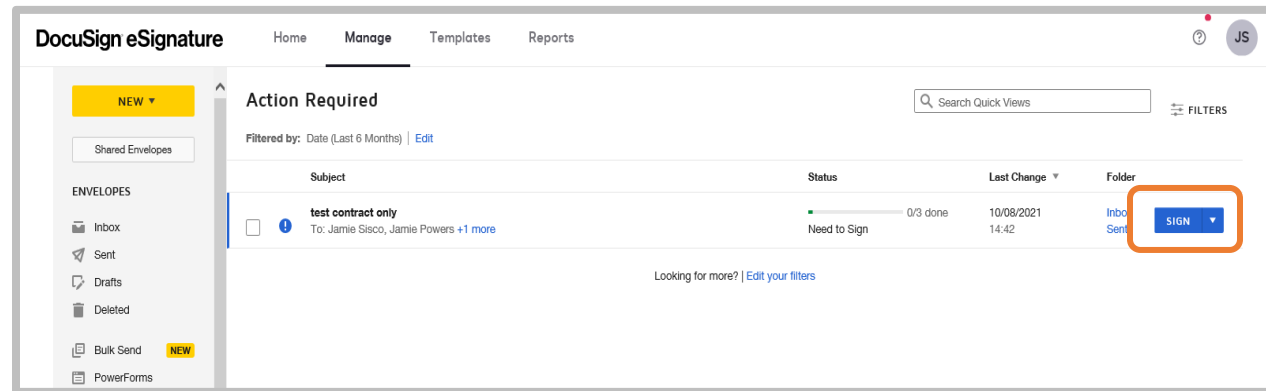 DocuSign eSignature Home Manage Templates Reports JS
NEW
Shared Envelopes
ENVELOPES
Inbox
Sent
Drafts
Deleted
Bulk Send NEW
PowerForms
Action Required
Search Quick Views
FILTERS
Filtered by: Date (Last 6 Months) | Edit
Subject Status Last Change Folder
test contract only 0/3 done 10/08/2021 Inbo
To: Jamie Sisco, Jamie Powers +1 more Need to Sign 14:42 Sent
SIGN
Looking for more? | Edit your filters